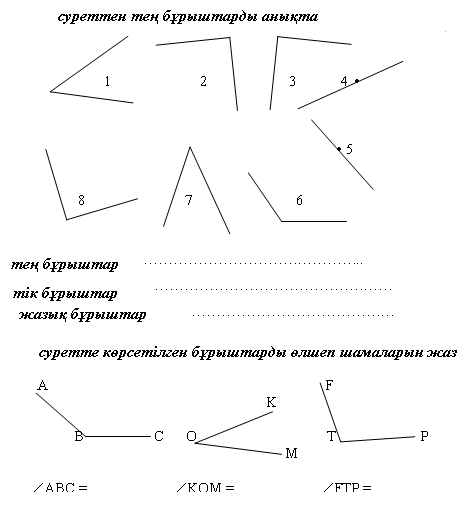 суреттен тең бұрыштарды анықта
1 2 3 4
5
8 7 6
тең бұрыштар ........................................
тік бұрыштар ...........................................
жазық бұрыштар .....................................
суретте көрсетілген бұрыштарды өлшеп шамаларын жаз
A F
K
B C O T P
M
∠ABC = ∠KOM = ∠FTP =